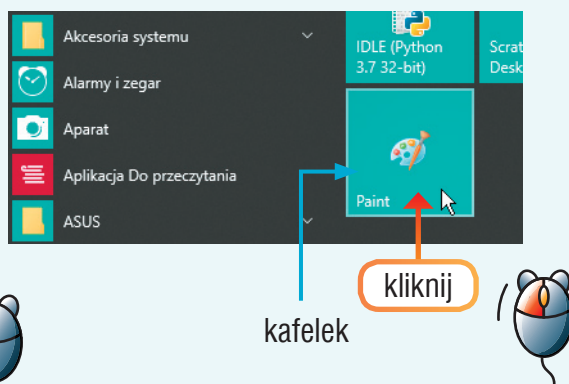 Akcesoria systemu
Alarmy i zegar
Aparat
Aplikacja Do przeczytania
ASUS
IDLE (Python
3.7 32-bit)
Scrat
Desk
Paint
kliknij
kafelek